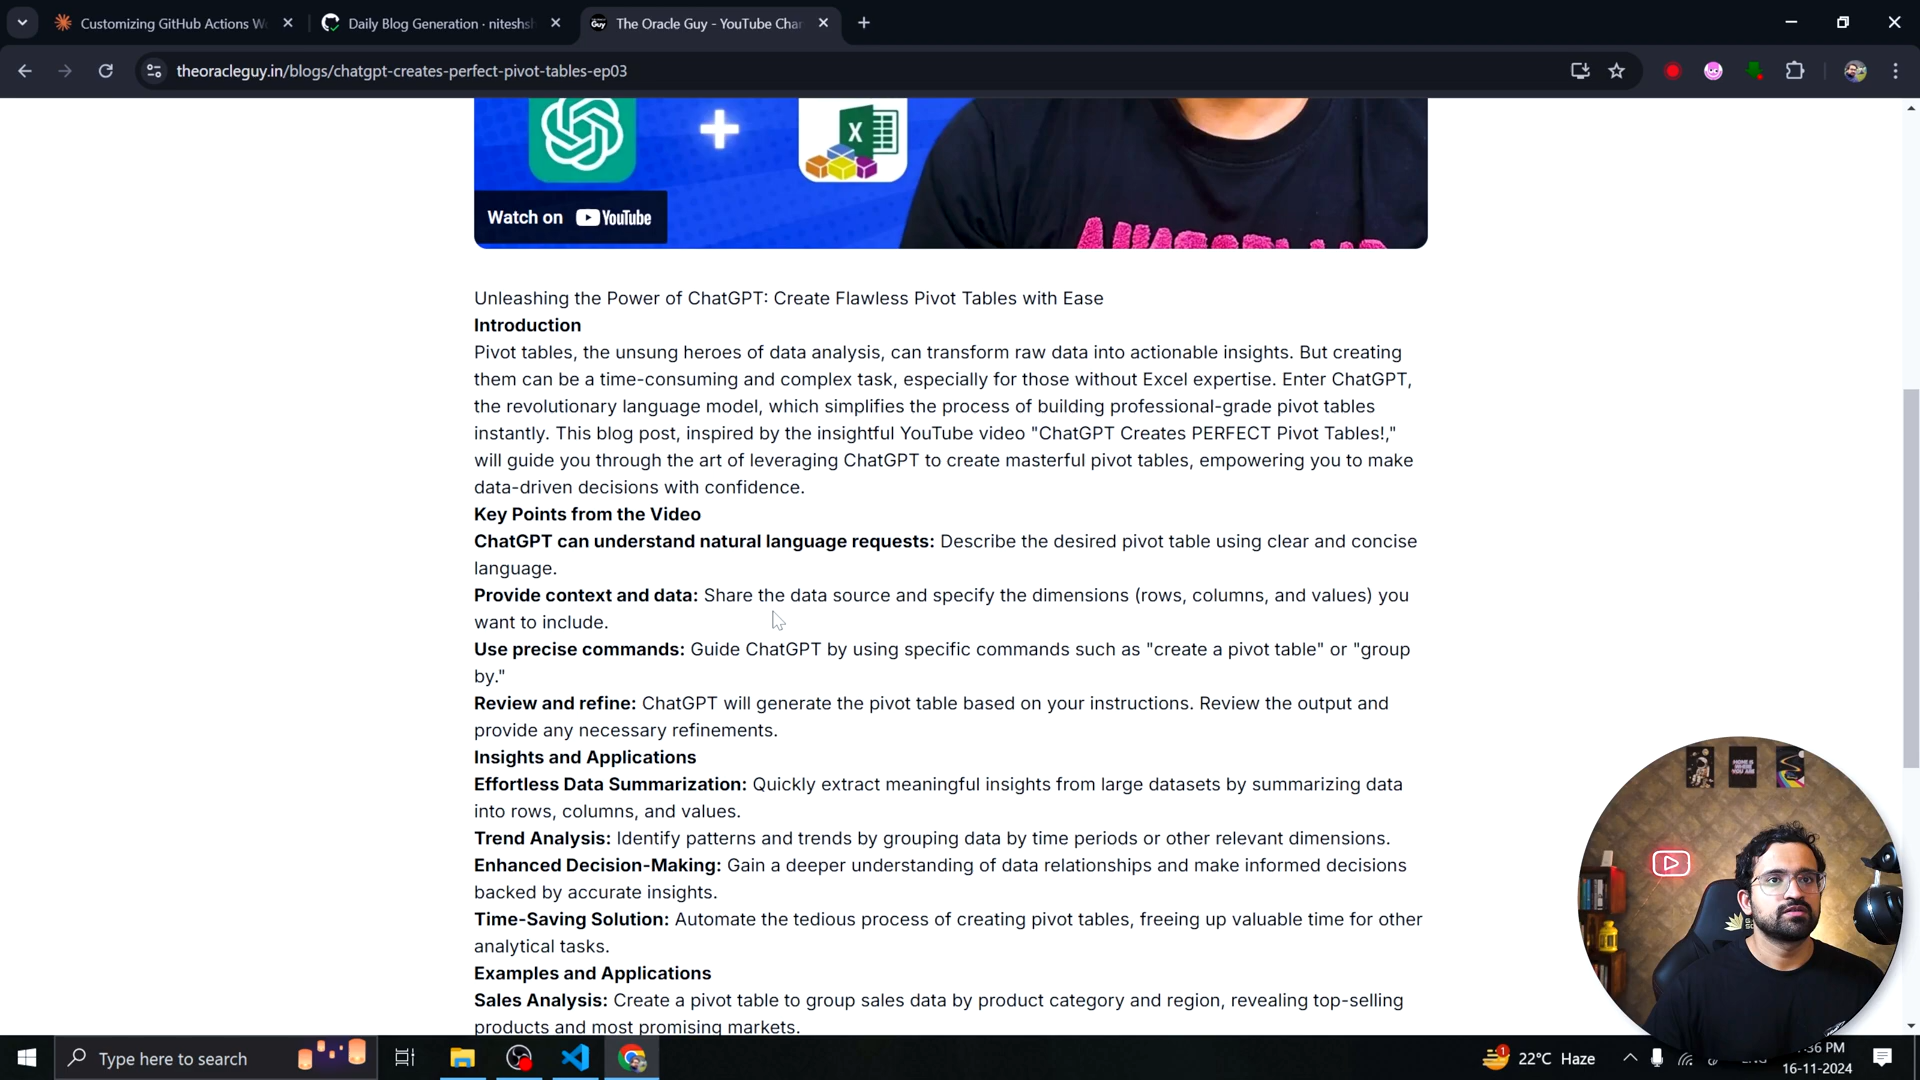 Customizing GitHub Actions Wo
Daily Blog Generation · niteshsh
The Oracle Guy - YouTube Chan
theoracleguy.in/blogs/chatgpt-creates-perfect-pivot-tables-ep03
Watch on YouTube
Unleashing the Power of ChatGPT: Create Flawless Pivot Tables with Ease
Introduction
Pivot tables, the unsung heroes of data analysis, can transform raw data into actionable insights. But creating
them can be a time-consuming and complex task, especially for those without Excel expertise. Enter ChatGPT,
the revolutionary language model, which simplifies the process of building professional-grade pivot tables
instantly. This blog post, inspired by the insightful YouTube video "ChatGPT Creates PERFECT Pivot Tables!,"
will guide you through the art of leveraging ChatGPT to create masterful pivot tables, empowering you to make
data-driven decisions with confidence.
Key Points from the Video
ChatGPT can understand natural language requests: Describe the desired pivot table using clear and concise
language.
Provide context and data: Share the data source and specify the dimensions (rows, columns, and values) you
want to include.
Use precise commands: Guide ChatGPT by using specific commands such as "create a pivot table" or "group
by."
Review and refine: ChatGPT will generate the pivot table based on your instructions. Review the output and
provide any necessary refinements.
Insights and Applications
Effortless Data Summarization: Quickly extract meaningful insights from large datasets by summarizing data
into rows, columns, and values.
Trend Analysis: Identify patterns and trends by grouping data by time periods or other relevant dimensions.
Enhanced Decision-Making: Gain a deeper understanding of data relationships and make informed decisions
backed by accurate insights.
Time-Saving Solution: Automate the tedious process of creating pivot tables, freeing up valuable time for other
analytical tasks.
Examples and Applications
Sales Analysis: Create a pivot table to group sales data by product category and region, revealing top-selling
products and most promising markets.
Type here to search
22°C Haze
:36 PM
16-11-2024